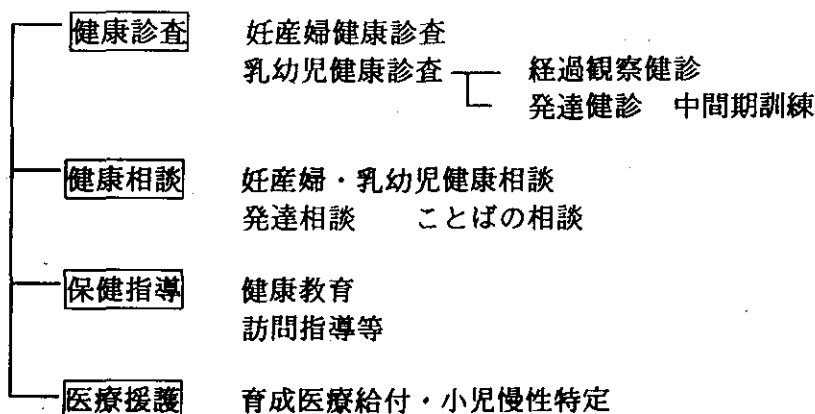 健康診査 妊産婦健康診査
乳幼児健康診査 経過観察健診
発達健診 中間期訓練
健康相談 妊産婦・乳幼児健康相談
発達相談 ことばの相談
保健指導 健康教育
訪問指導等
医療援護 育成医療給付・小児慢性特定